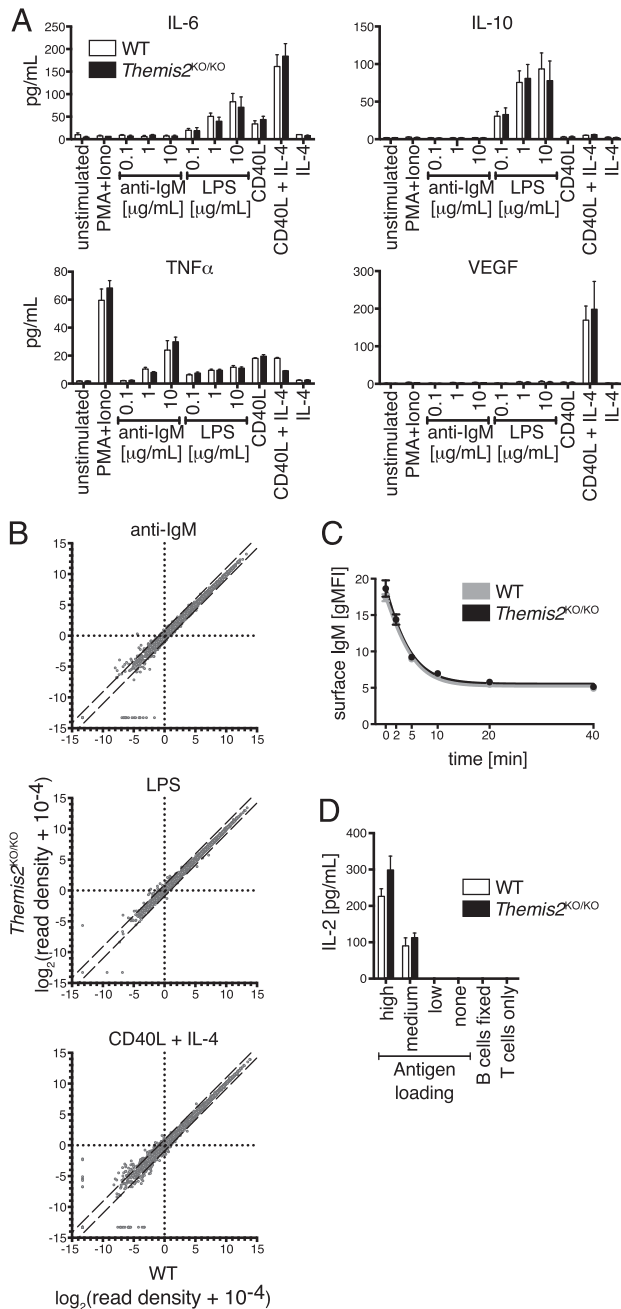 A
IL-6
pg/mL
250
200
150
100
50
0
WT
Themis2KO/KO
unstimulated
PMA+Iono
0.1
1
10
0.1
1
10
CD40L
CD40L + IL-4
IL-4
anti-IgM
[μg/mL]
LPS
[μg/mL]
IL-10
150
100
50
0
unstimulated
PMA+Iono
0.1
1
10
0.1
1
10
CD40L
CD40L + IL-4
IL-4
anti-IgM
[μg/mL]
LPS
[μg/mL]
TNFα
pg/mL
80
60
40
20
0
unstimulated
PMA+Iono
0.1
1
10
0.1
1
10
CD40L
CD40L + IL-4
IL-4
anti-IgM
[μg/mL]
LPS
[μg/mL]
VEGF
300
200
100
0
unstimulated
PMA+Iono
0.1
1
10
0.1
1
10
CD40L
CD40L + IL-4
IL-4
anti-IgM
[μg/mL]
LPS
[μg/mL]
B
anti-IgM
15
10
5
0
-5
-10
-15
-15 -10 -5 0 5 10 15
LPS
15
10
5
0
-5
-10
-15
-15 -10 -5 0 5 10 15
Themis2KO/KO
log2(read density + 10-4)
CD40L + IL-4
15
10
5
0
-5
-10
-15
-15 -10 -5 0 5 10 15
WT
log2(read density + 10-4)
C
surface IgM [gMFI]
20
15
10
5
0
WT
Themis2KO/KO
0 2 5 10 20 40
time [min]
D
IL-2 [pg/mL]
400
300
200
100
0
WT
Themis2KO/KO
high
medium
low
none
B cells fixed
T cells only
Antigen
loading